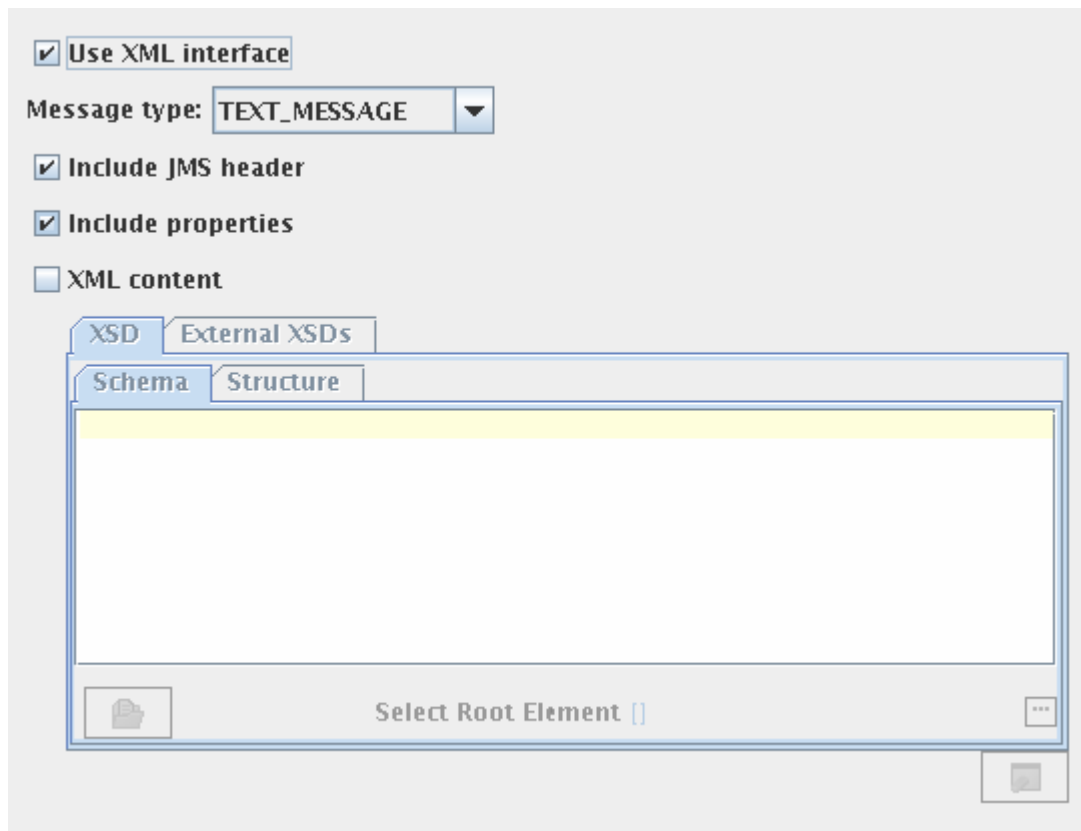 Use XML interface
Message type: TEXT_MESSAGE
Include JMS header
Include properties
XML content
XSD External XSDs
Schema Structure
Select Root Element []
...